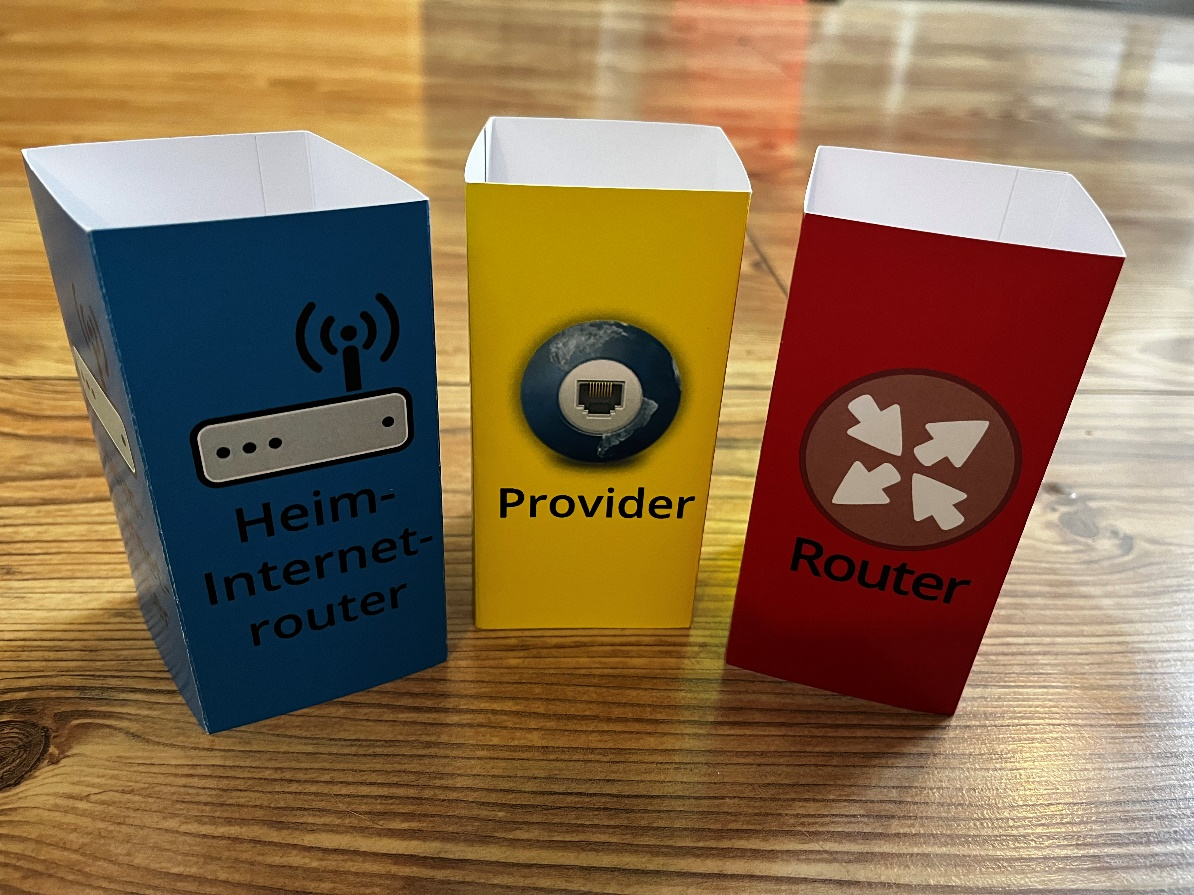 Heim-
Internet-
router
Provider
Router